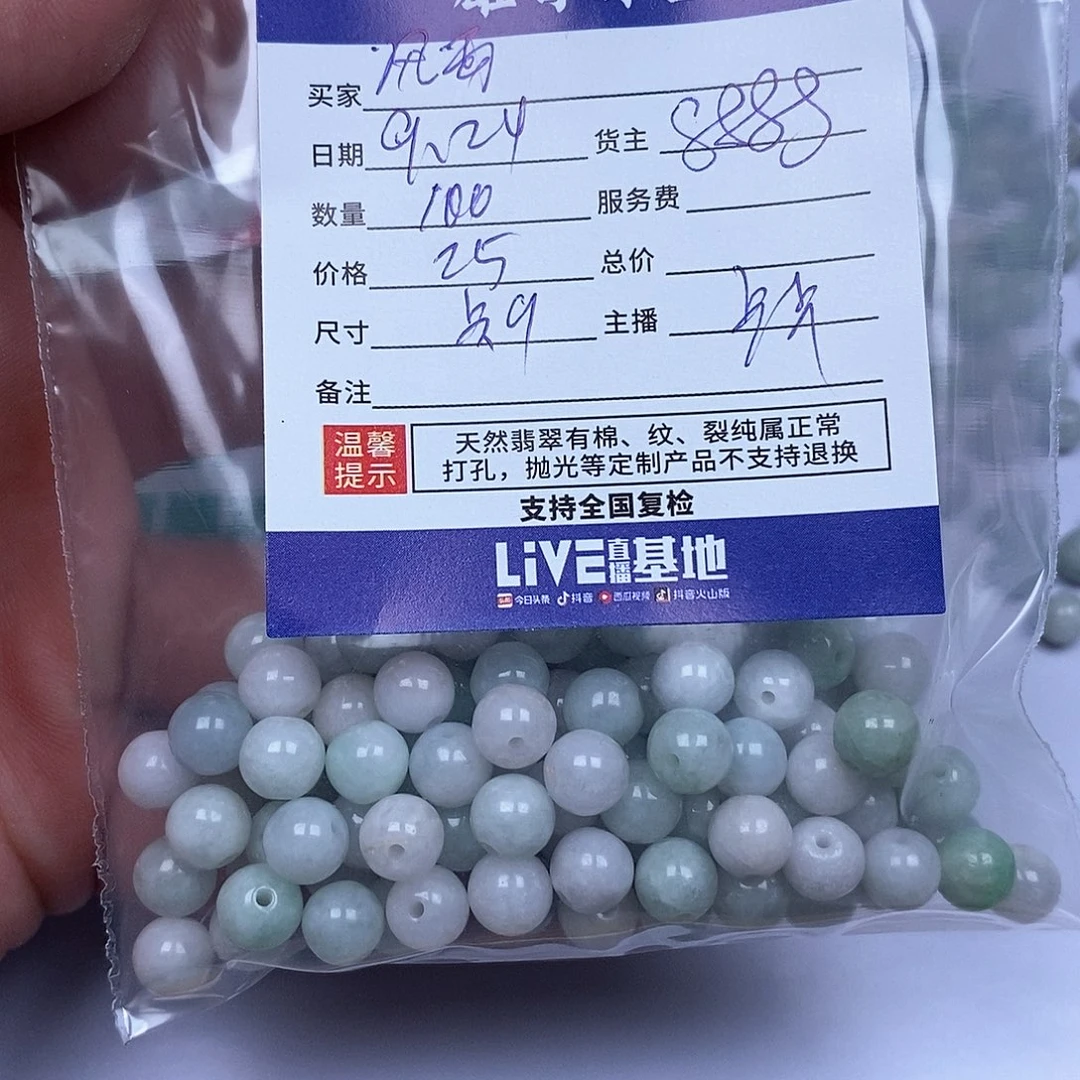 买家
日期 9.24 货主 8888
数量 100 服务费
价格 25 总价
尺寸 主播
备注
温馨提示
天然翡翠有棉、纹、裂纯属正常
打孔，抛光等定制产品不支持退换
支持全国复检
LiVE直播基地
今日头条 抖音 西瓜视频 抖音火山版